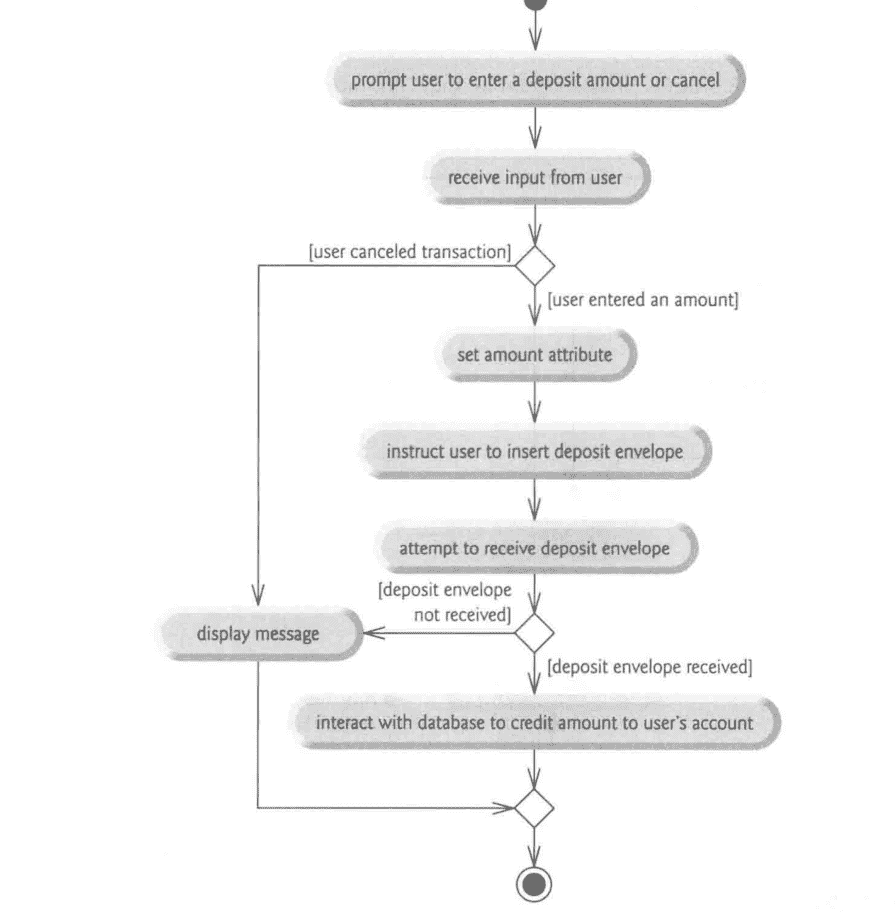 prompt user to enter a deposit amount or cancel
receive input from user
[user canceled transaction]
[user entered an amount]
set amount attribute
instruct user to insert deposit envelope
attempt to receive deposit envelope
[deposit envelope
not received]
display message
[deposit envelope received]
interact with database to credit amount to user's account